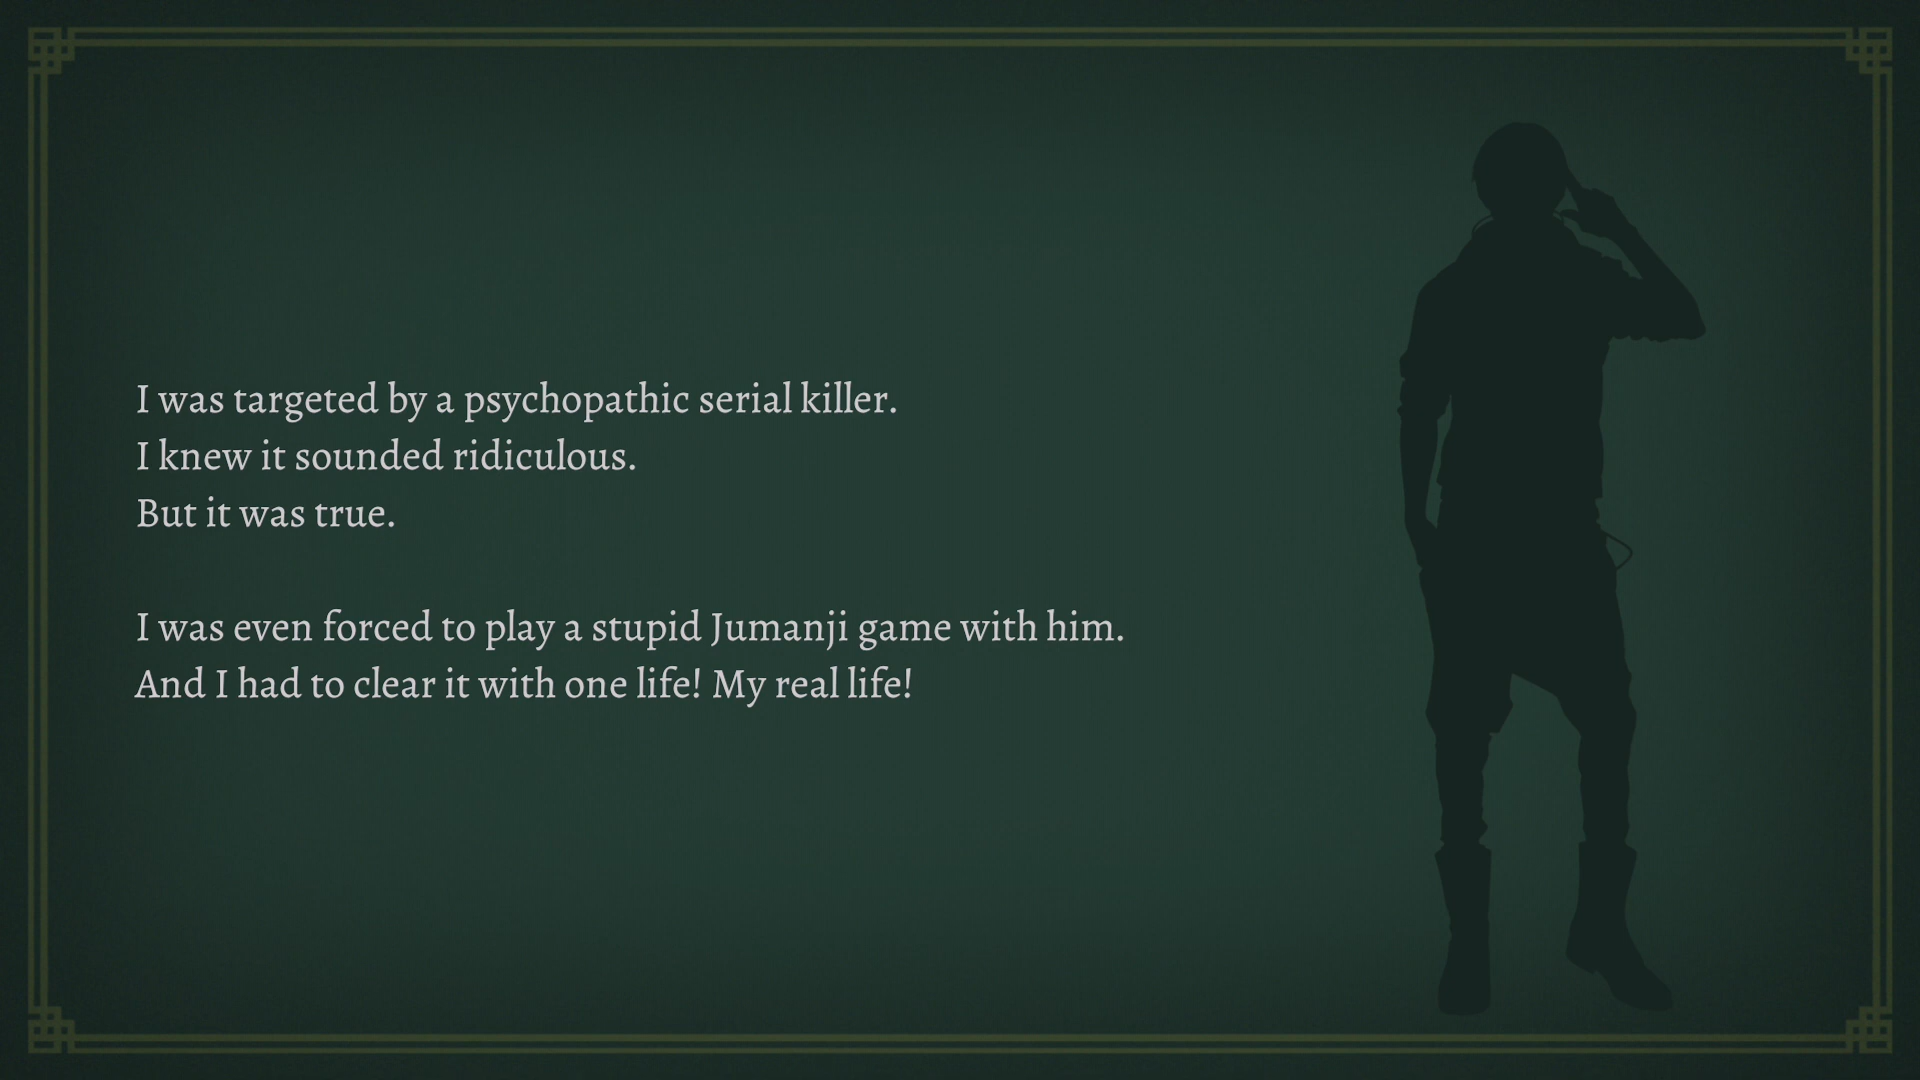 I was targeted by a psychopathic serial killer.
I knew it sounded ridiculous.
But it was true.
I was even forced to play a stupid Jumanji game with him.
And I had to clear it with one life! My real life!